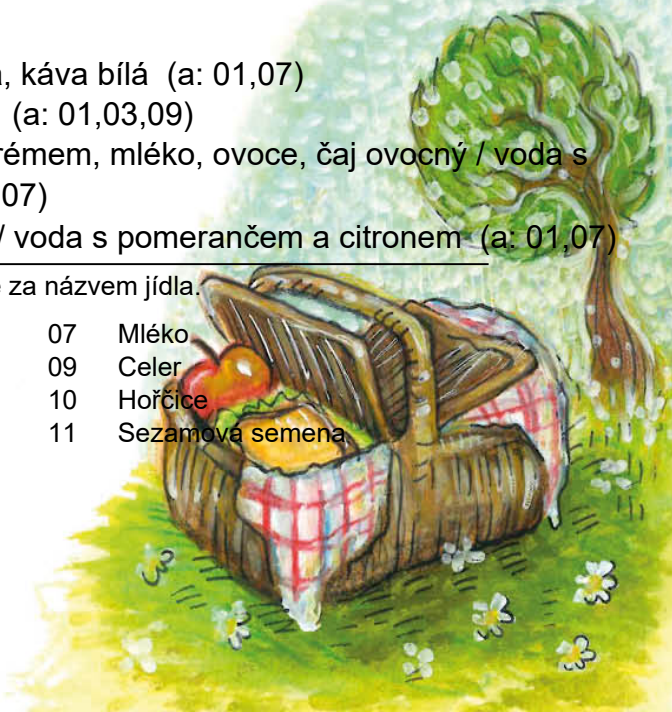 , káva bílá (a: 01,07)
(a: 01,03,09)
mléko, ovoce, čaj ovocný / voda s
07)
/ voda s pomerančem a citronem (a: 01,07)
za názvem jídla.
07 Mléko
09 Celer
10 Hořčice
11 Sezamová semena